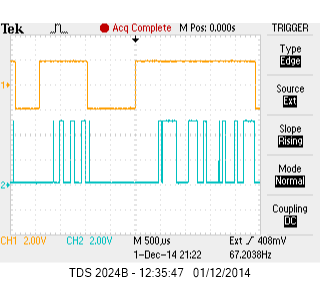 Tek Acq Complete M Pos: 0.000s TRIGGER
Type
Edge
Source
Ext
Slope
Rising
Mode
Normal
Coupling
DC
1
2
CH1 2.00V CH2 2.00V M 500µs Ext 408mV
1-Dec-14 21:22 67.2038Hz
TDS 2024B - 12:35:47 01/12/2014